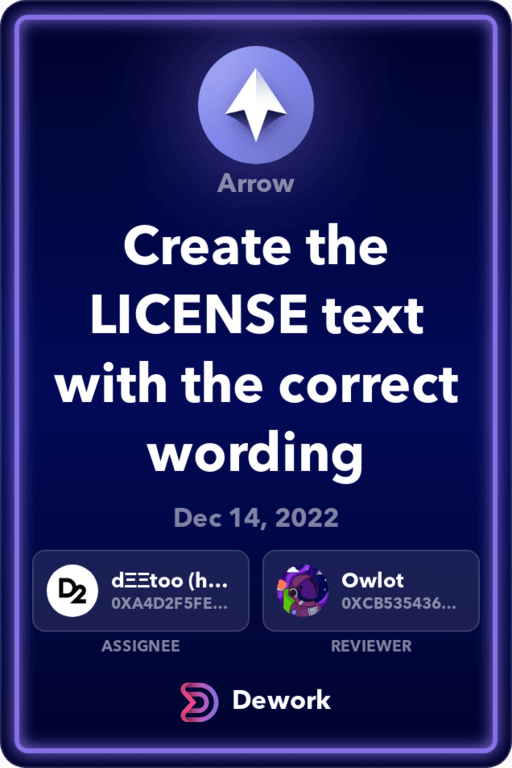 Arrow
Create the
LICENSE text
with the correct
wording
Dec 14, 2022
D2
dΞΞtoo (h...
0XA4D2F5FE...
ASSIGNEE
Owlot
0XCB535436...
REVIEWER
Dework